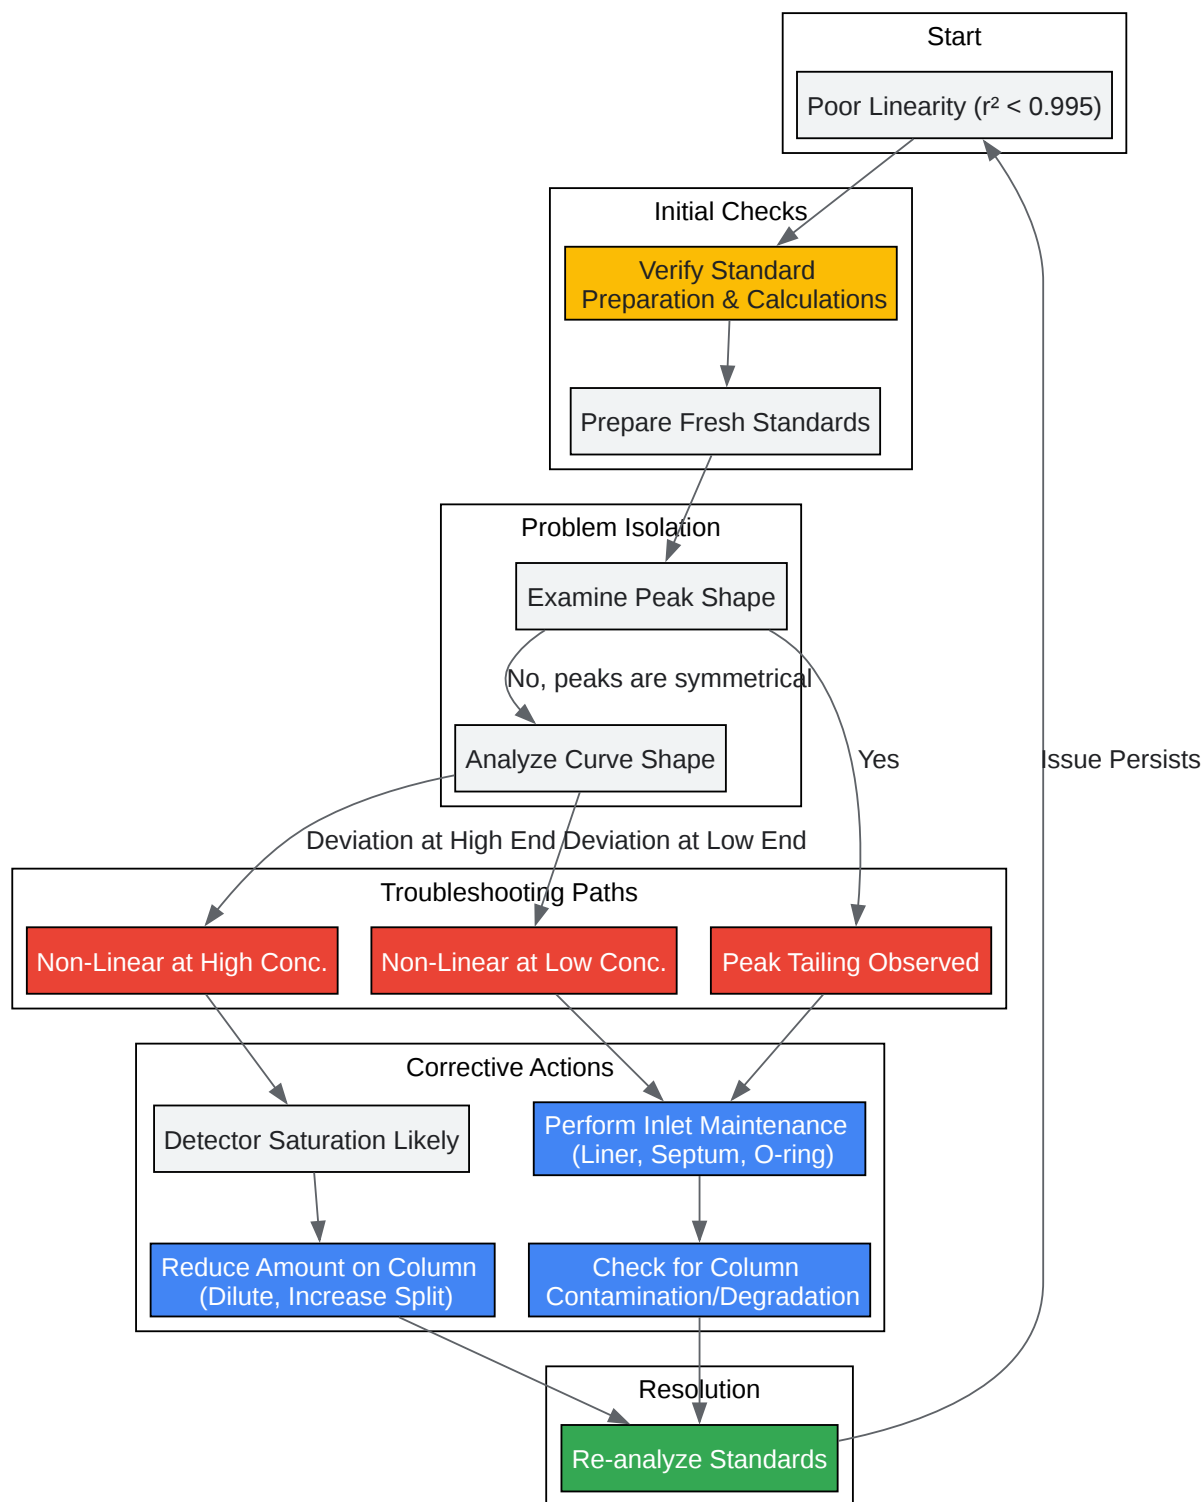 Start
Poor Linearity (r² < 0.995)
Initial Checks
Verify Standard
Preparation & Calculations
Prepare Fresh Standards
Problem Isolation
Examine Peak Shape
No, peaks are symmetrical
Analyze Curve Shape
Yes
Issue Persists
Deviation at High End
Deviation at Low End
Troubleshooting Paths
Non-Linear at High Conc.
Non-Linear at Low Conc.
Peak Tailing Observed
Corrective Actions
Detector Saturation Likely
Perform Inlet Maintenance
(Liner, Septum, O-ring)
Reduce Amount on Column
(Dilute, Increase Split)
Check for Column
Contamination/Degradation
Resolution
Re-analyze Standards